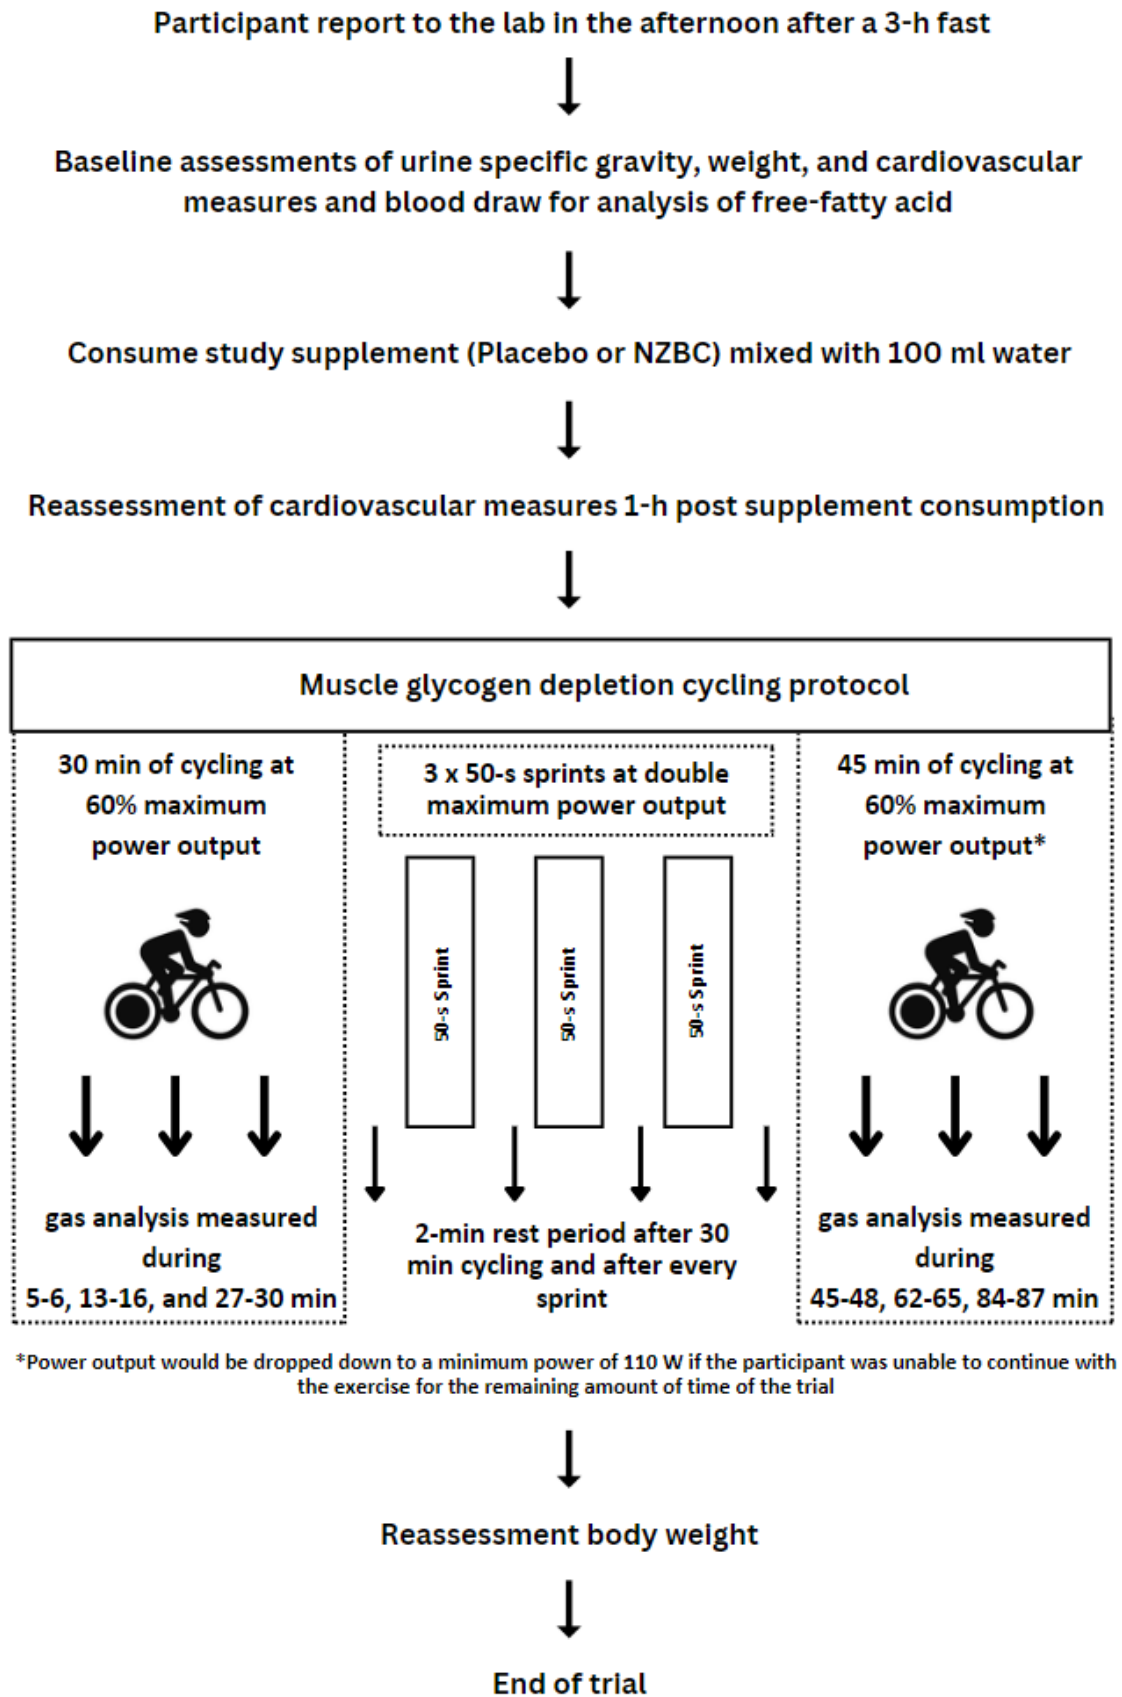 Participant report to the lab in the afternoon after a 3-h fast
Baseline assessments of urine specific gravity, weight, and cardiovascular
measures and blood draw for analysis of free-fatty acid
Consume study supplement (Placebo or NZBC) mixed with 100 ml water
Reassessment of cardiovascular measures 1-h post supplement consumption
Muscle glycogen depletion cycling protocol
30 min of cycling at
60% maximum
power output
gas analysis measured
during
5-6, 13-16, and 27-30 min
3 x 50-s sprints at double
maximum power output
50-s Sprint
50-s Sprint
50-s Sprint
2-min rest period after 30
min cycling and after every
sprint
45 min of cycling at
60% maximum
power output*
gas analysis measured
during
45-48, 62-65, 84-87 min
*Power output would be dropped down to a minimum power of 110 W if the participant was unable to continue with
the exercise for the remaining amount of time of the trial
Reassessment body weight
End of trial